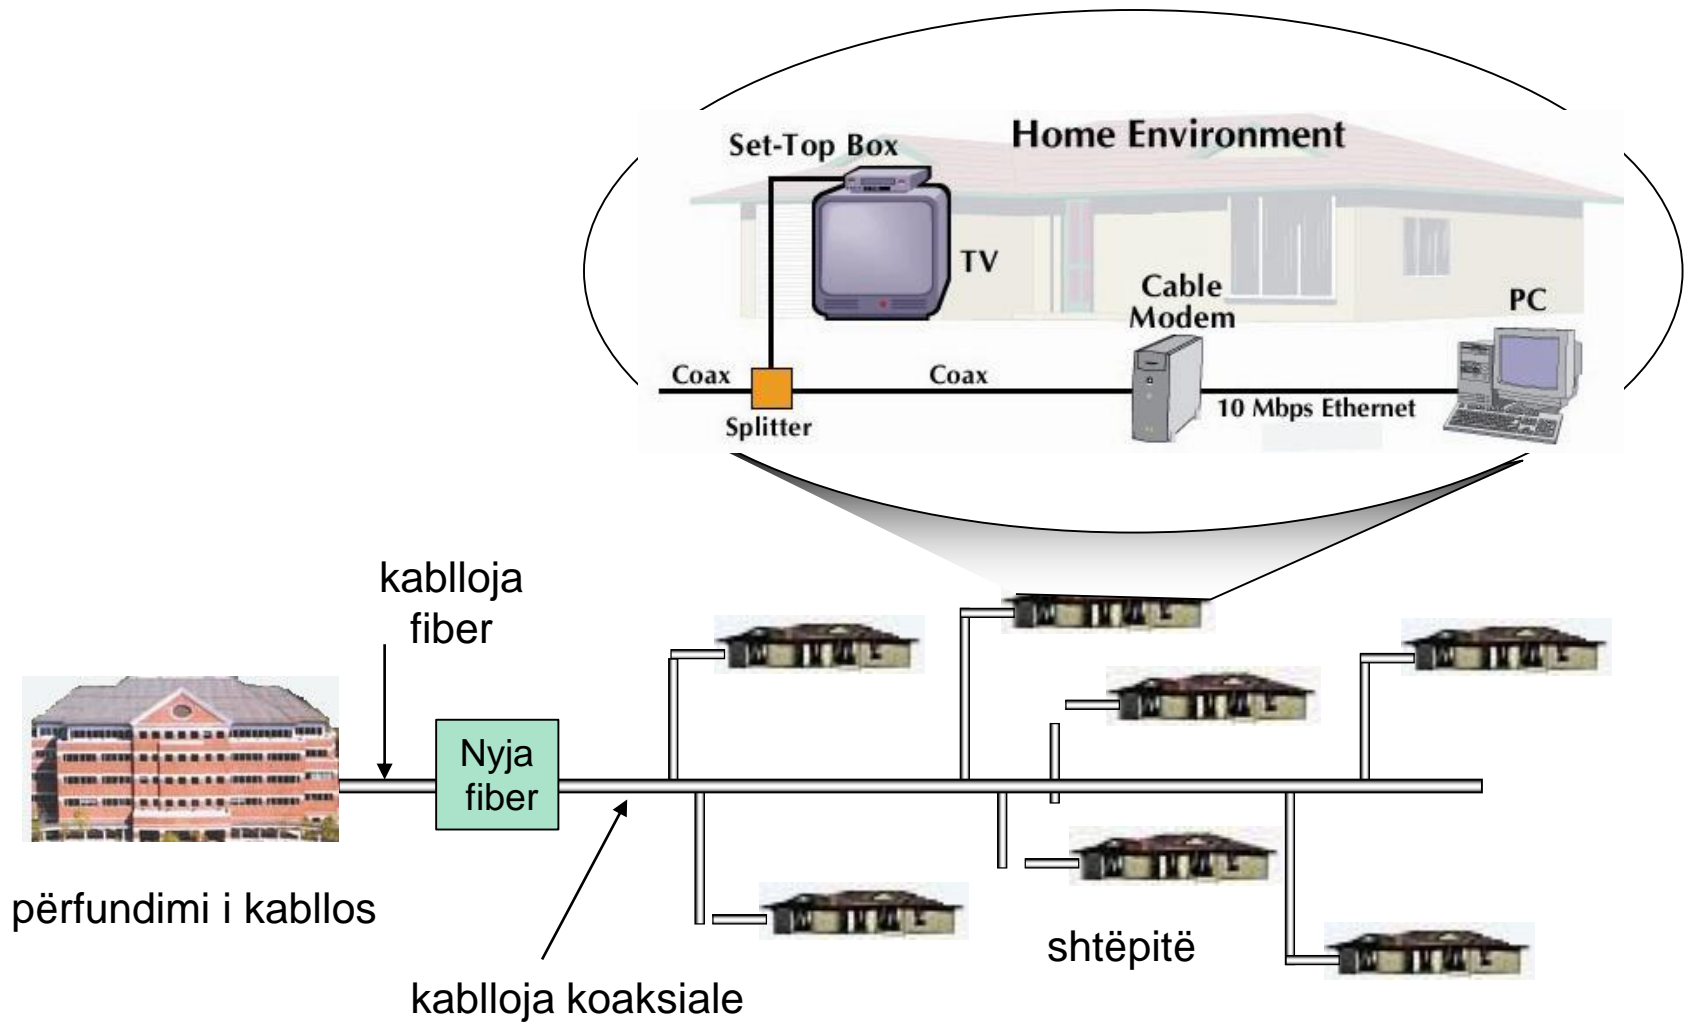 Home Environment
Set-Top Box
TV
Cable
Modem
PC
Coax
Coax
10 Mbps Ethernet
Splitter
kablloja
fiber
Nyja
fiber
përfundimi i kabllos
shtëpitë
kablloja koaksiale